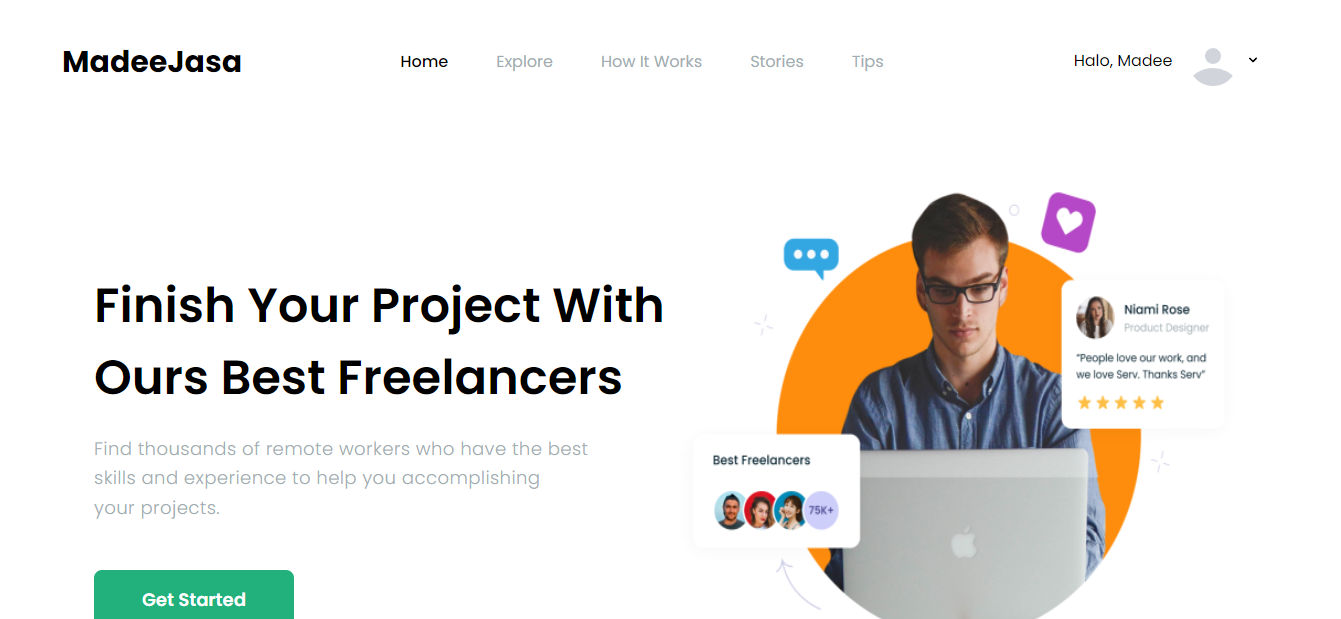 MadeeJasa
Home
Explore
How It Works
Stories
Tips
Halo, Madee
Finish Your Project With
Ours Best Freelancers
Find thousands of remote workers who have the best
skills and experience to help you accomplishing
your projects.
Get Started
Niami Rose
Product Designer
"People love our work, and
we love Serv. Thanks Serv"
Best Freelancers
75K+